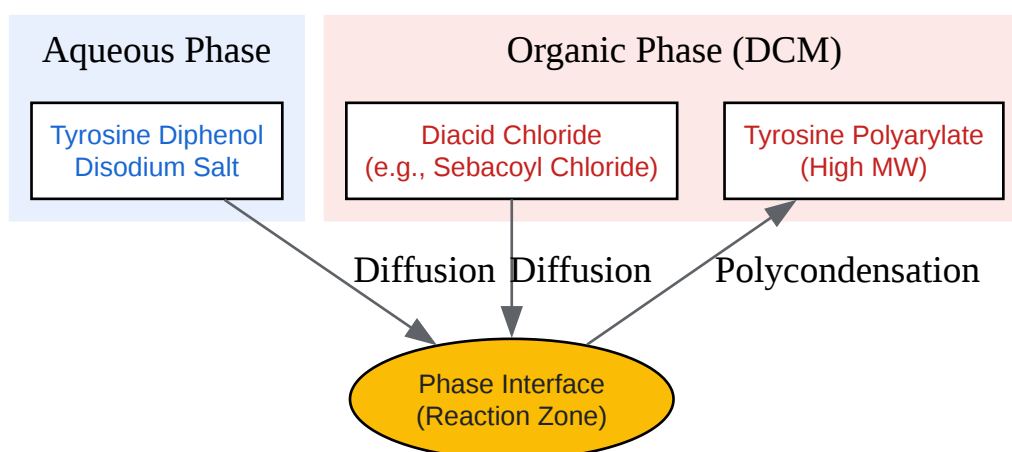 Aqueous Phase
Organic Phase (DCM)
Tyrosine Diphenol
Disodium Salt
Diacid Chloride
(e.g., Sebacoyl Chloride)
Tyrosine Polyarylate
(High MW)
Diffusion
Diffusion
Polycondensation
Phase Interface
(Reaction Zone)